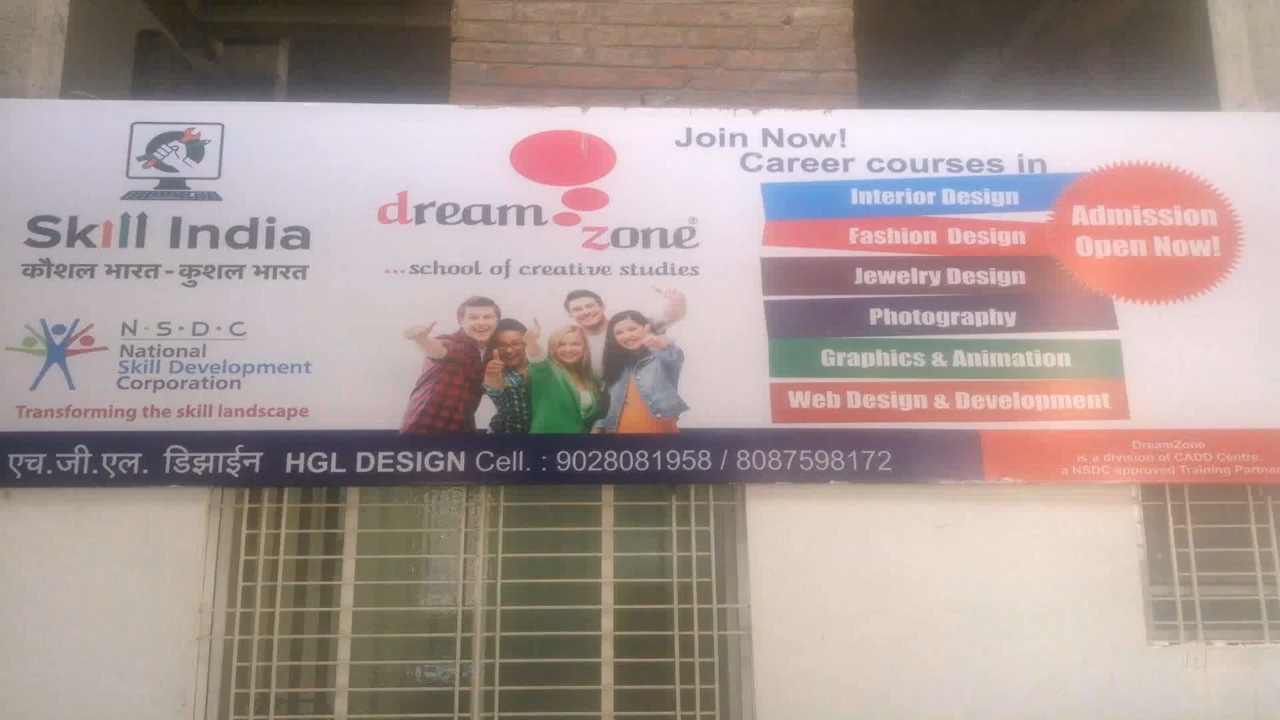 Skill India
कौशल भारत - कुशल भारत
N·S·D·C
National
Skill Development
Corporation
Transforming the skill landscape
dream
zone®
...school of creative studies
Join Now!
Career courses in
Interior Design
Fashion Design
Jewelry Design
Photography
Graphics & Animation
Web Design & Development
Admission
Open Now!
एच.जी.एल. डिझाईन HGL DESIGN Cell. : 9028081958 / 8087598172
DreamZone
is a division of CADD Centre,
a NSDC approved Training Partner